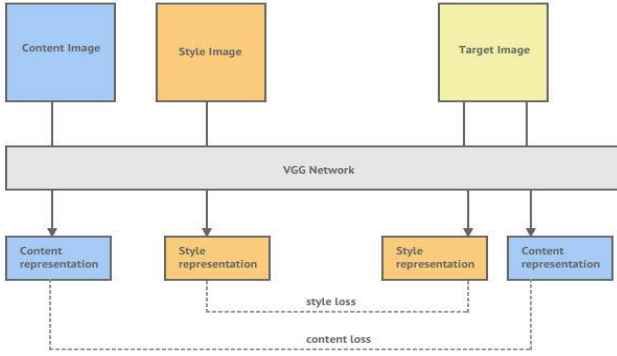 Content Image
Style Image
Target Image
VGG Network
Content
representation
Style
representation
Style
representation
Content
representation
style loss
content loss